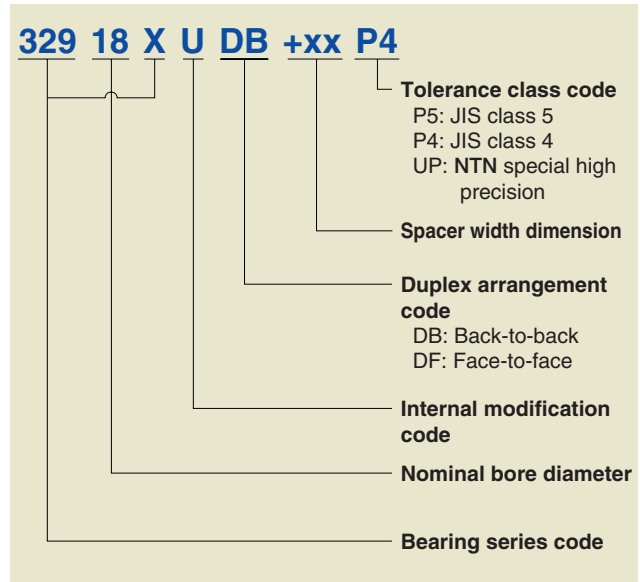 329 18 X U DB +xx P4
Tolerance class code
P5: JIS class 5
P4: JIS class 4
UP: NTN special high
precision
Spacer width dimension
Duplex arrangement
code
DB: Back-to-back
DF: Face-to-face
Internal modification
code
Nominal bore diameter
Bearing series code